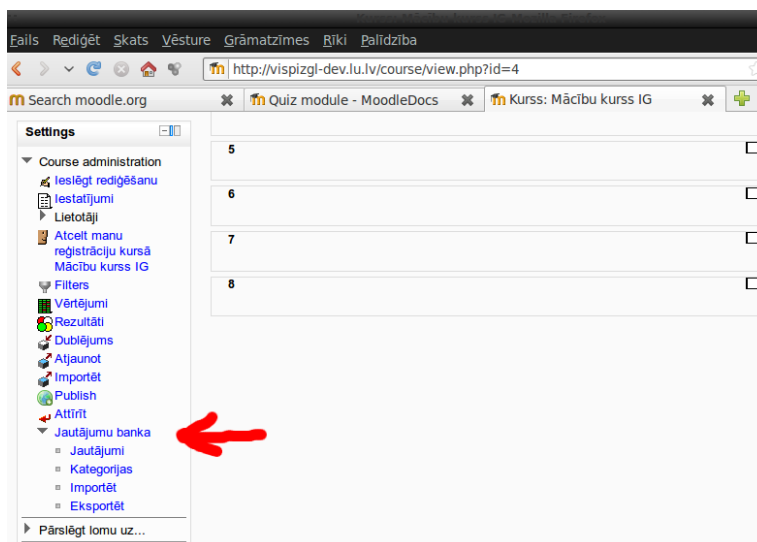 Fails Rediģēt Skats Vēsture Grāmatzīmes Rīki Palīdzība
http://vispizgl-dev.lu.lv/course/view.php?id=4
Search moodle.org
Quiz module - MoodleDocs
Kurss: Mācību kurss IG
Settings
Course administration
Ieslēgt rediģēšanu
Iestatījumi
Lietotāji
Atcelt manu
reģistrāciju kursā
Mācību kurss IG
Filters
Vērtējumi
Rezultāti
Dublējums
Atjaunot
Importēt
Publish
Attīrīt
Jautājumu banka
Jautājumi
Kategorijas
Importēt
Eksportēt
Pārslēgt lomu uz...
5
6
7
8